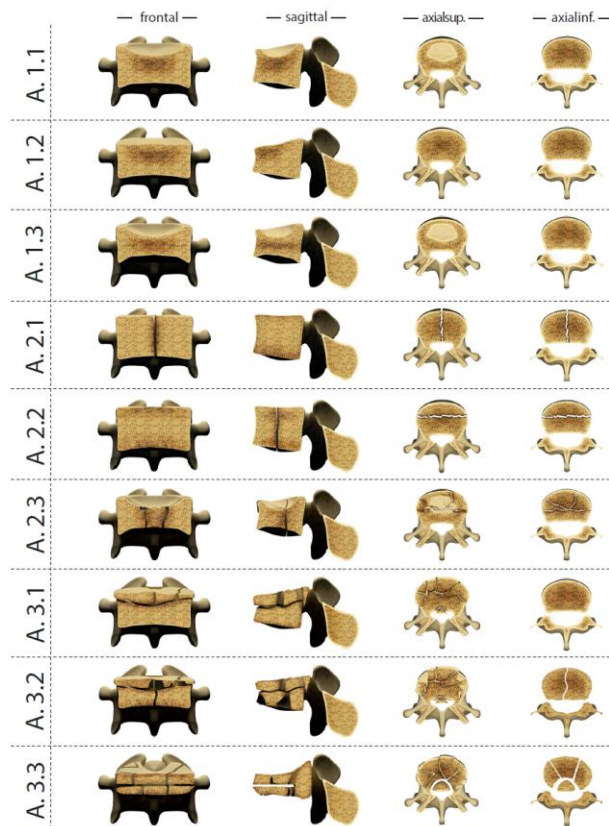 — frontal — — sagittal — — axialsup. — — axialinf. —
A. 1.1
A. 1.2
A. 1.3
A. 2.1
A. 2.2
A. 2.3
A. 3.1
A. 3.2
A. 3.3